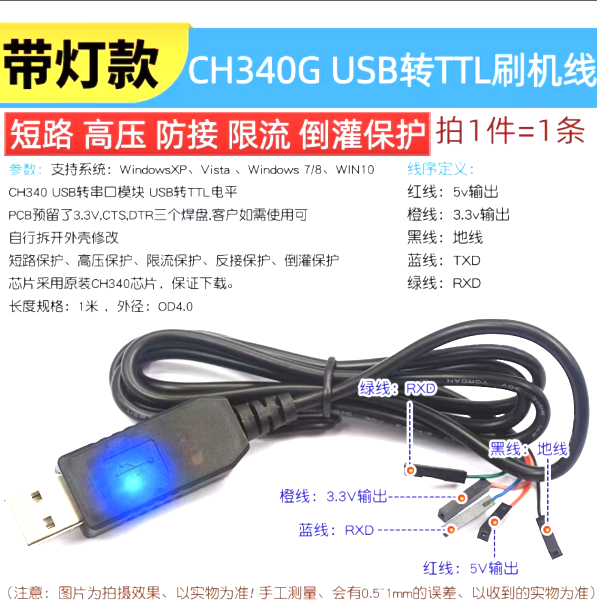 带灯款
CH340G USB转TTL刷机线
短路 高压 防接 限流 倒灌保护 拍1件=1条
参数：支持系统：WindowsXP、Vista 、Windows 7/8、WIN10
CH340 USB转串口模块 USB转TTL电平
PCB预留了3.3V,CTS,DTR三个焊盘,客户如需使用可
自行拆开外壳修改
短路保护、高压保护、限流保护、反接保护、倒灌保护
芯片采用原装CH340芯片，保证下载。
长度规格：1米，外径：OD4.0
线序定义：
红线：5v输出
橙线：3.3v输出
黑线：地线
蓝线：TXD
绿线：RXD
绿线：RXD
黑线：地线
橙线：3.3V输出
蓝线：RXD
红线：5V输出
（注意：图片为拍摄效果、以实物为准! 手工测量、会有0.5~1mm的误差、以收到的实物为准）